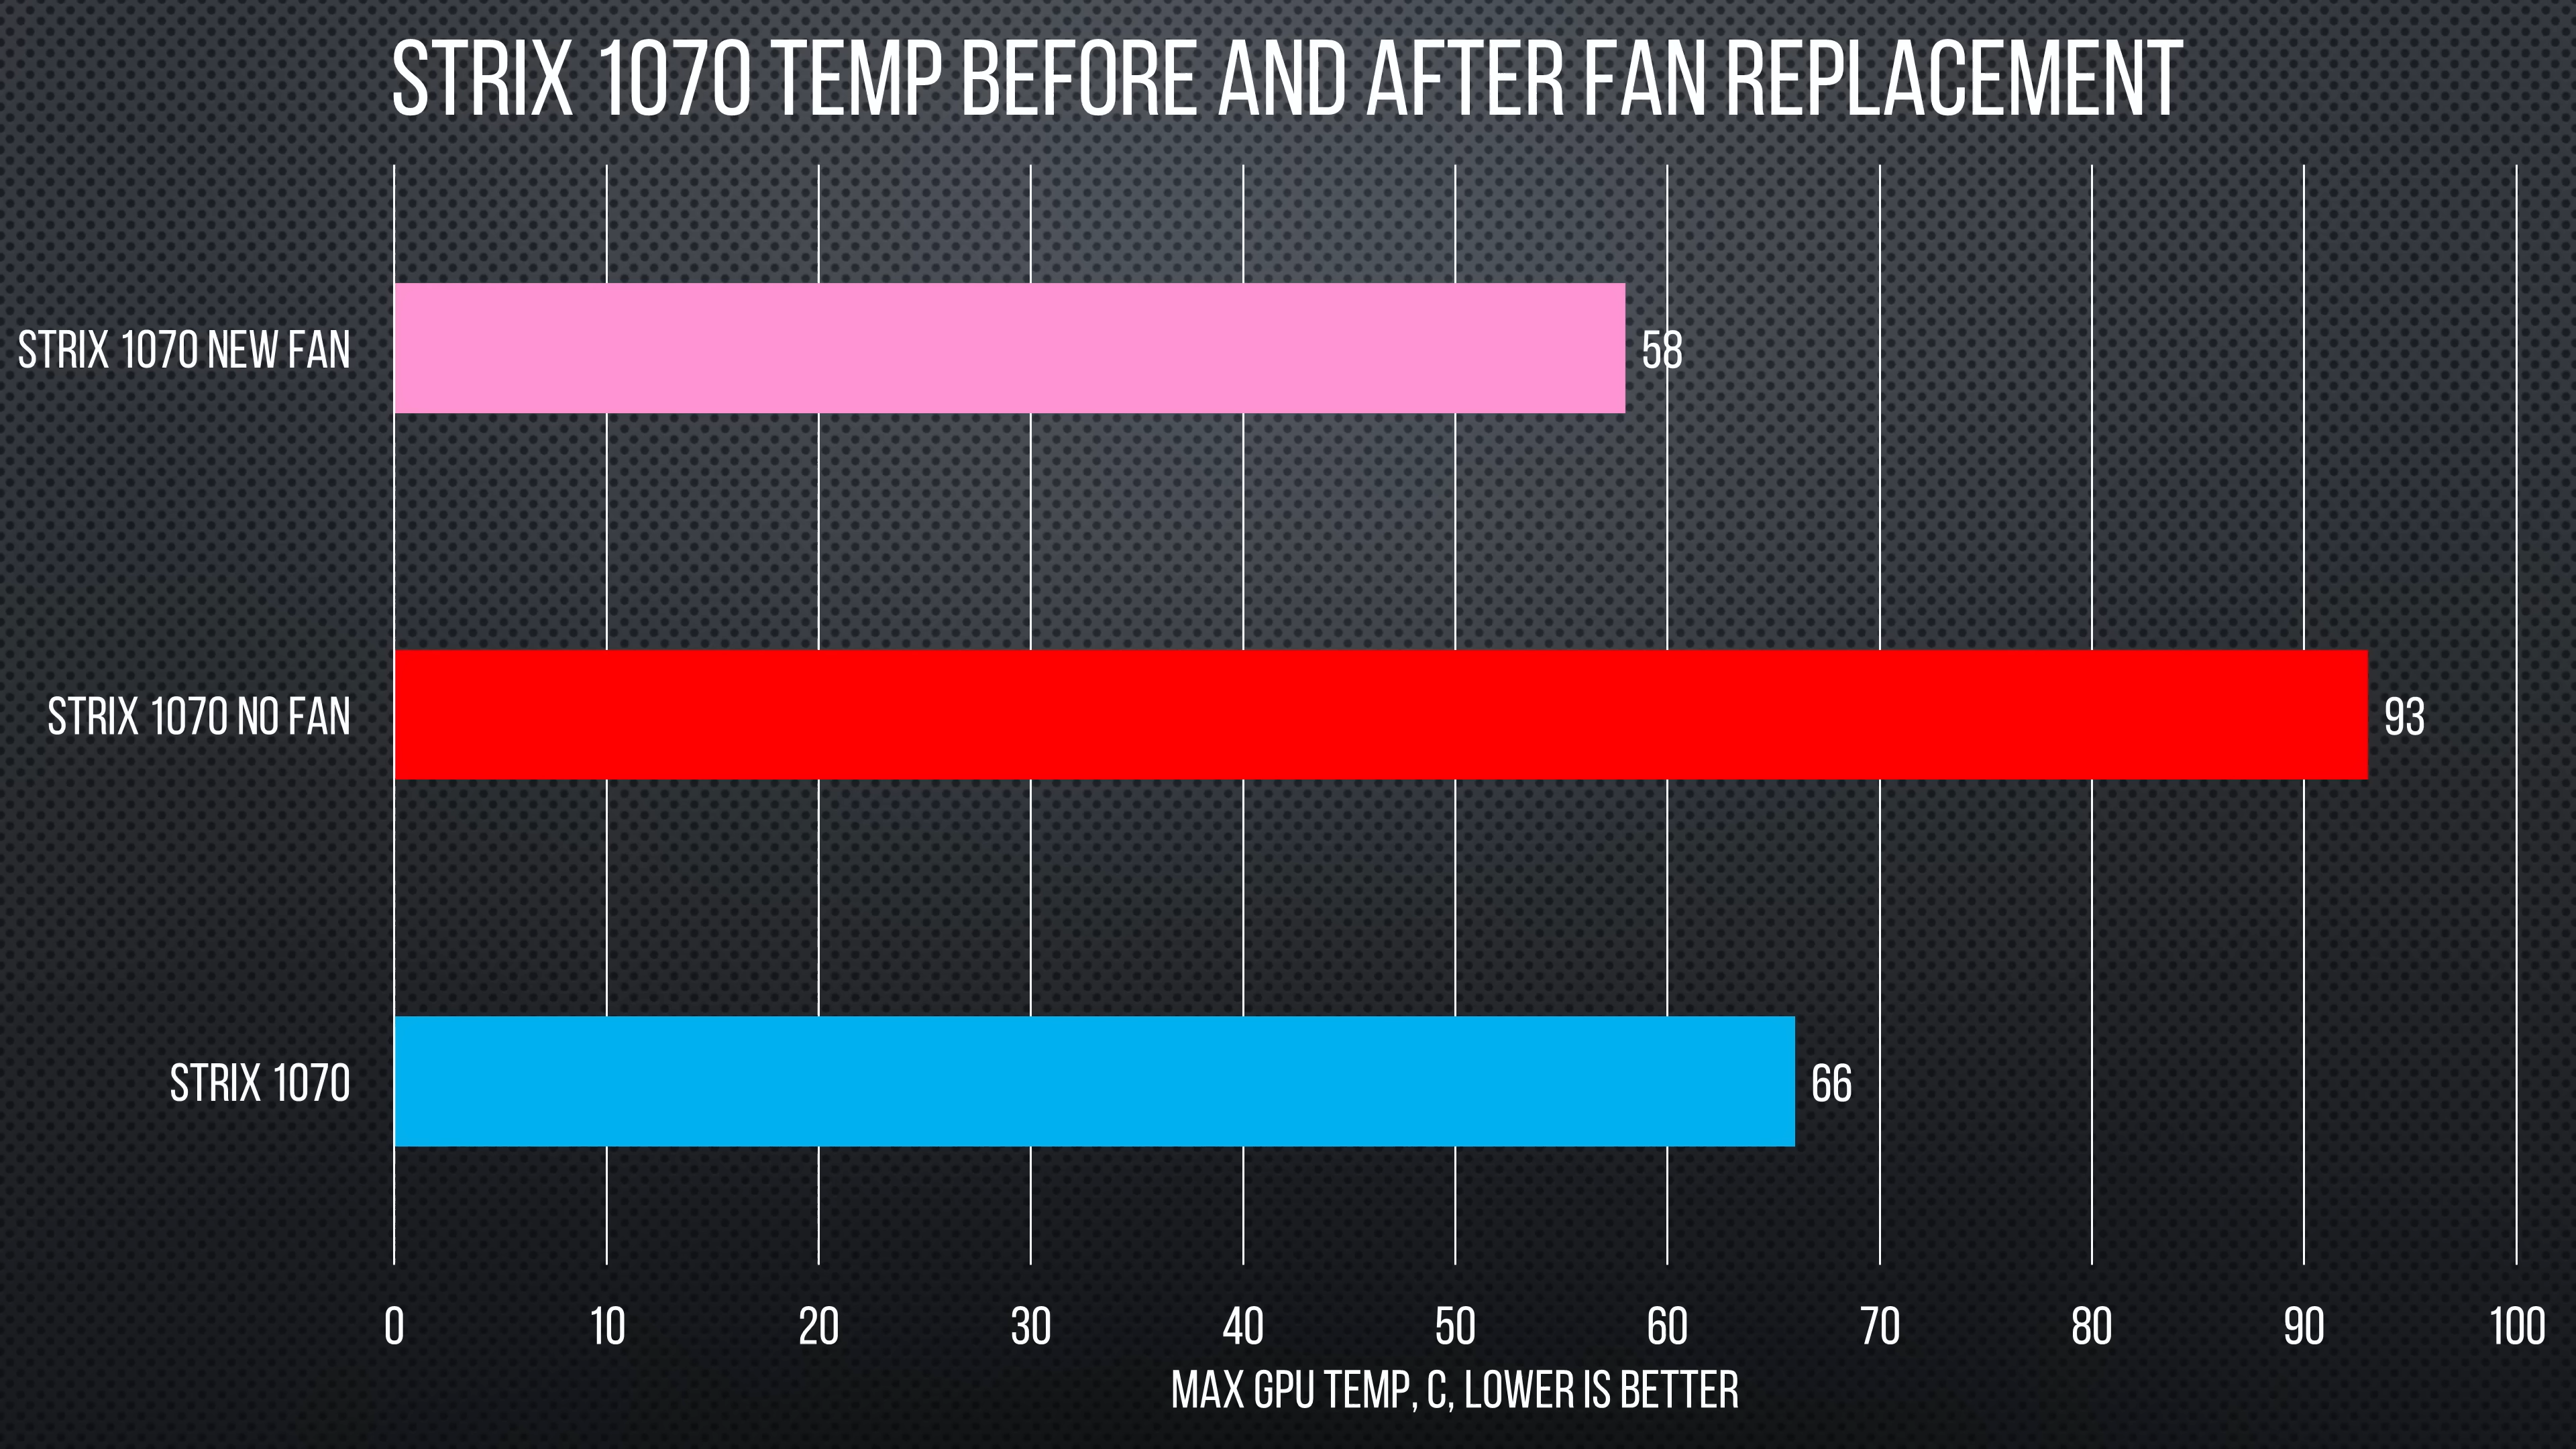 STRIX 1070 TEMP BEFORE AND AFTER FAN REPLACEMENT
STRIX 1070 NEW FAN
58
STRIX 1070 NO FAN
93
STRIX 1070
66
0 10 20 30 40 50 60 70 80 90 100
MAX GPU TEMP, C, LOWER IS BETTER